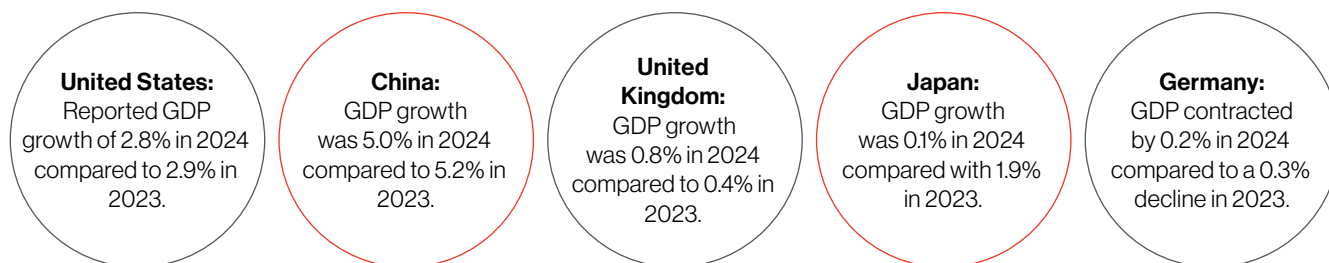 United States:
Reported GDP
growth of 2.8% in 2024
compared to 2.9% in
2023.
China:
GDP growth
was 5.0% in 2024
compared to 5.2% in
2023.
United
Kingdom:
GDP growth
was 0.8% in 2024
compared to 0.4% in
2023.
Japan:
GDP growth
was 0.1% in 2024
compared with 1.9%
in 2023.
Germany:
GDP contracted
by 0.2% in 2024
compared to a 0.3%
decline in 2023.